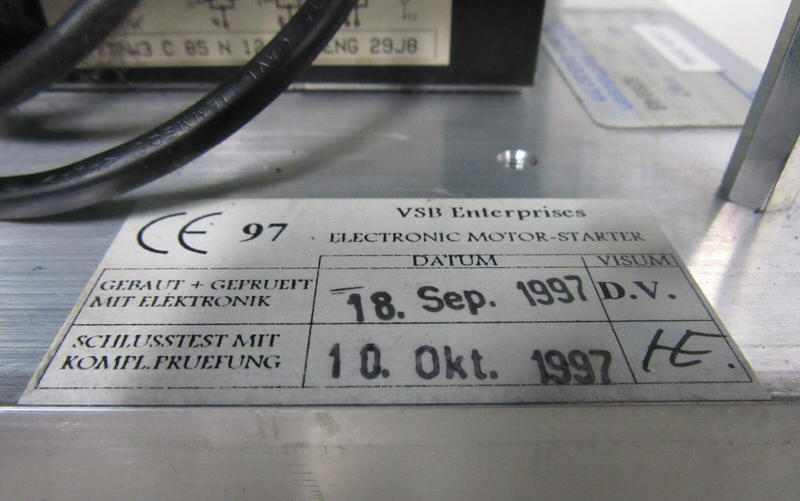 C 85 N 12
ENG 29J8
CE 97
VSB Enterprises
ELECTRONIC MOTOR-STARTER
DATUM VISUM
GEBAUT + GEPRUEFT
MIT ELEKTRONIK
18. Sep. 1997 D.V.
SCHLUSSTEST MIT
KOMPL.PRUEFUNG
10. Okt. 1997 HE.